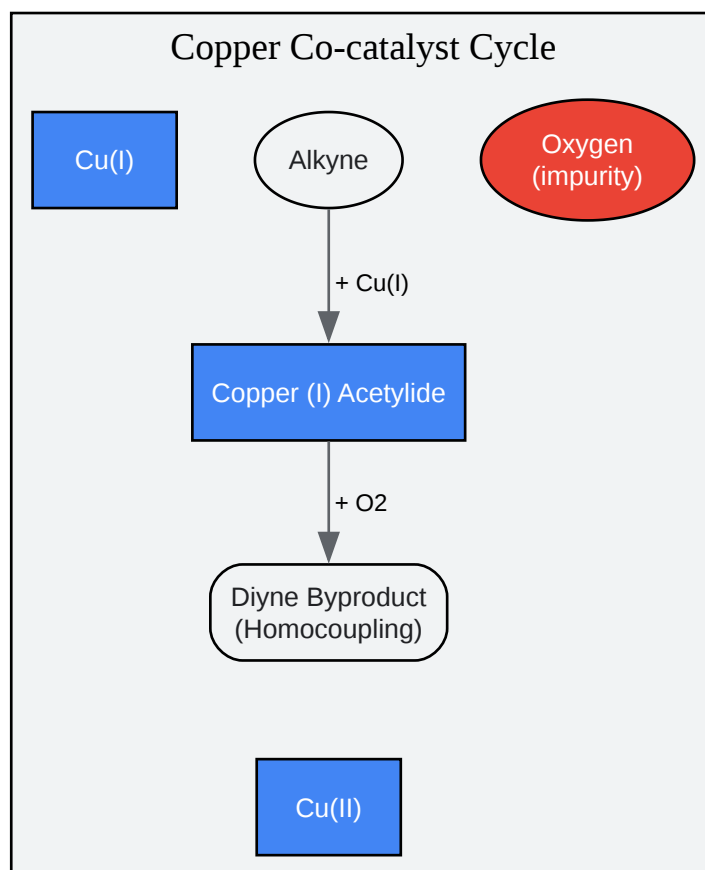 Copper Co-catalyst Cycle
Cu(I)
Alkyne
Oxygen
(impurity)
+ Cu(I)
Copper (I) Acetylide
+ O2
Diyne Byproduct
(Homocoupling)
Cu(II)